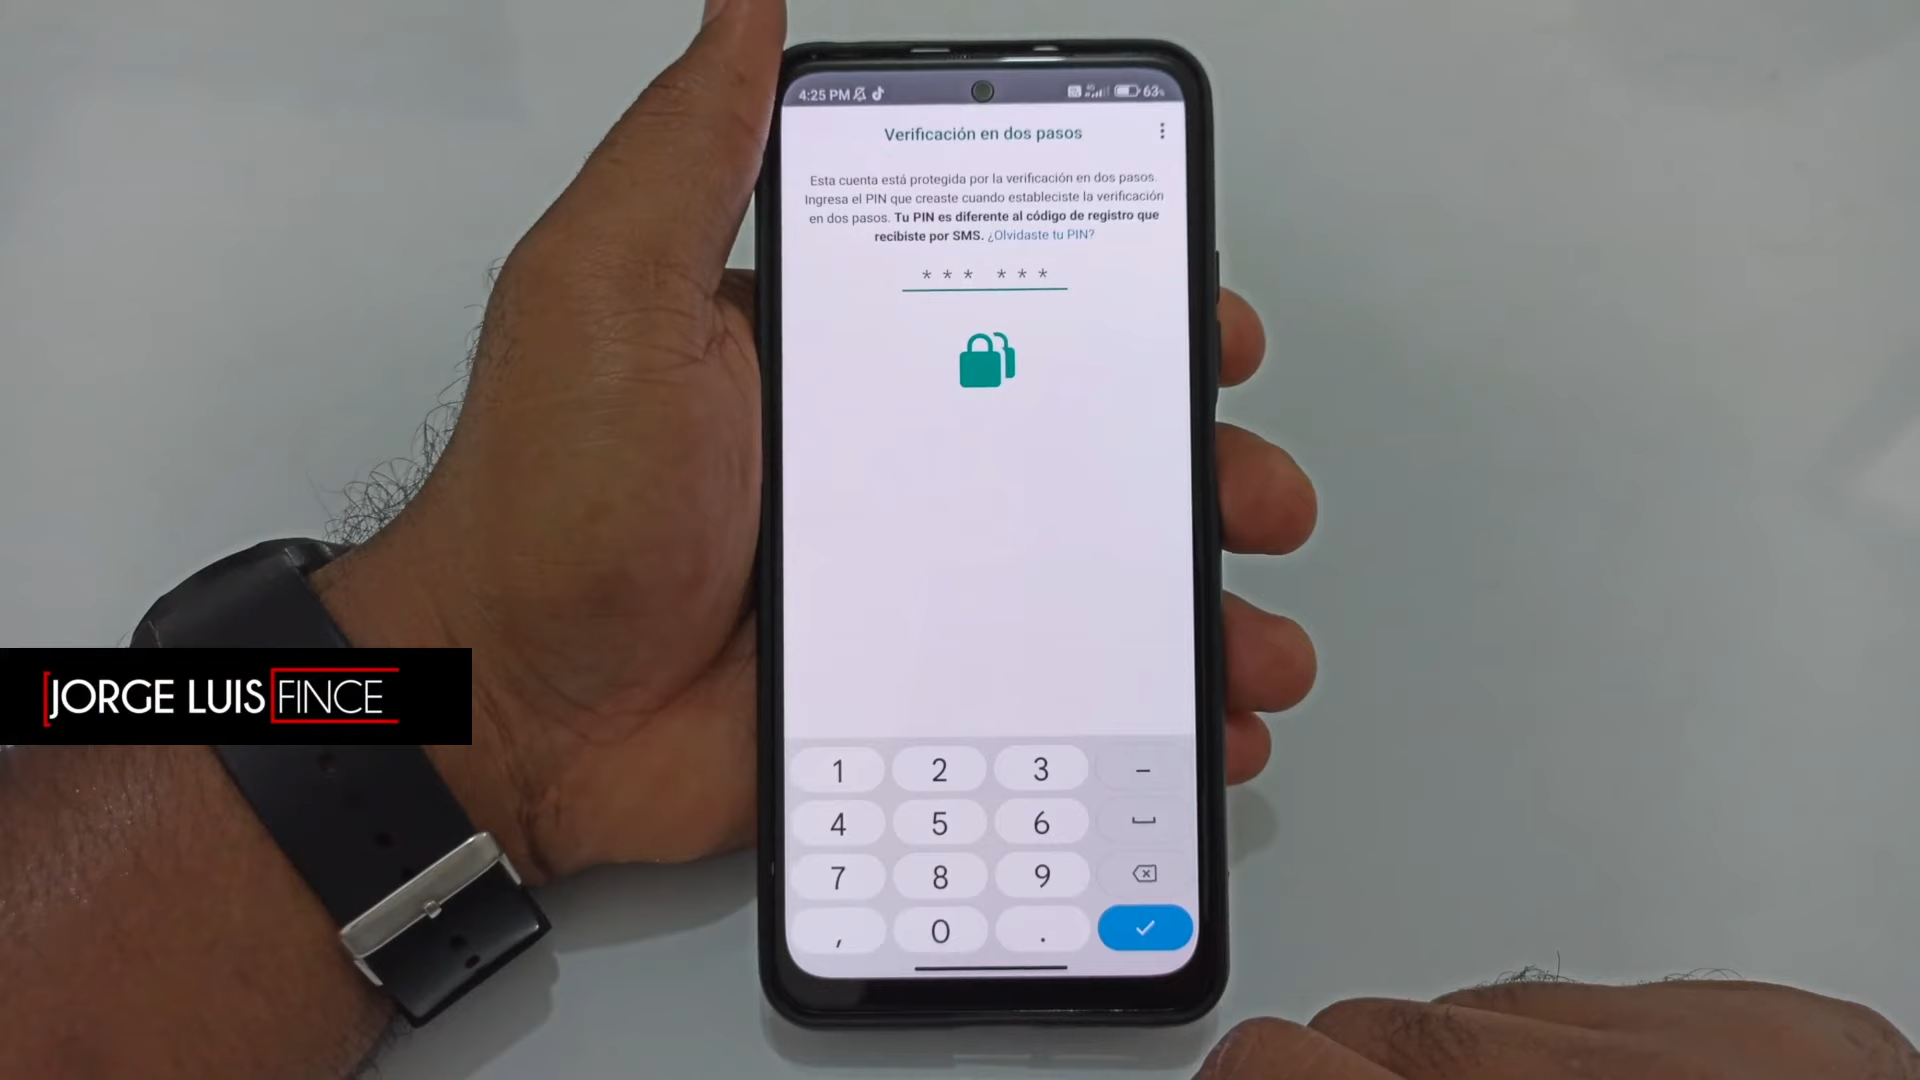 4:25 PM
63%
Verificación en dos pasos
Esta cuenta está protegida por la verificación en dos pasos.
Ingresa el PIN que creaste cuando estableciste la verificación
en dos pasos. Tu PIN es diferente al código de registro que
recibiste por SMS. ¿Olvidaste tu PIN?
* * * * * *
JORGE LUIS FINCE
1 2 3 –
4 5 6
7 8 9
, 0 .